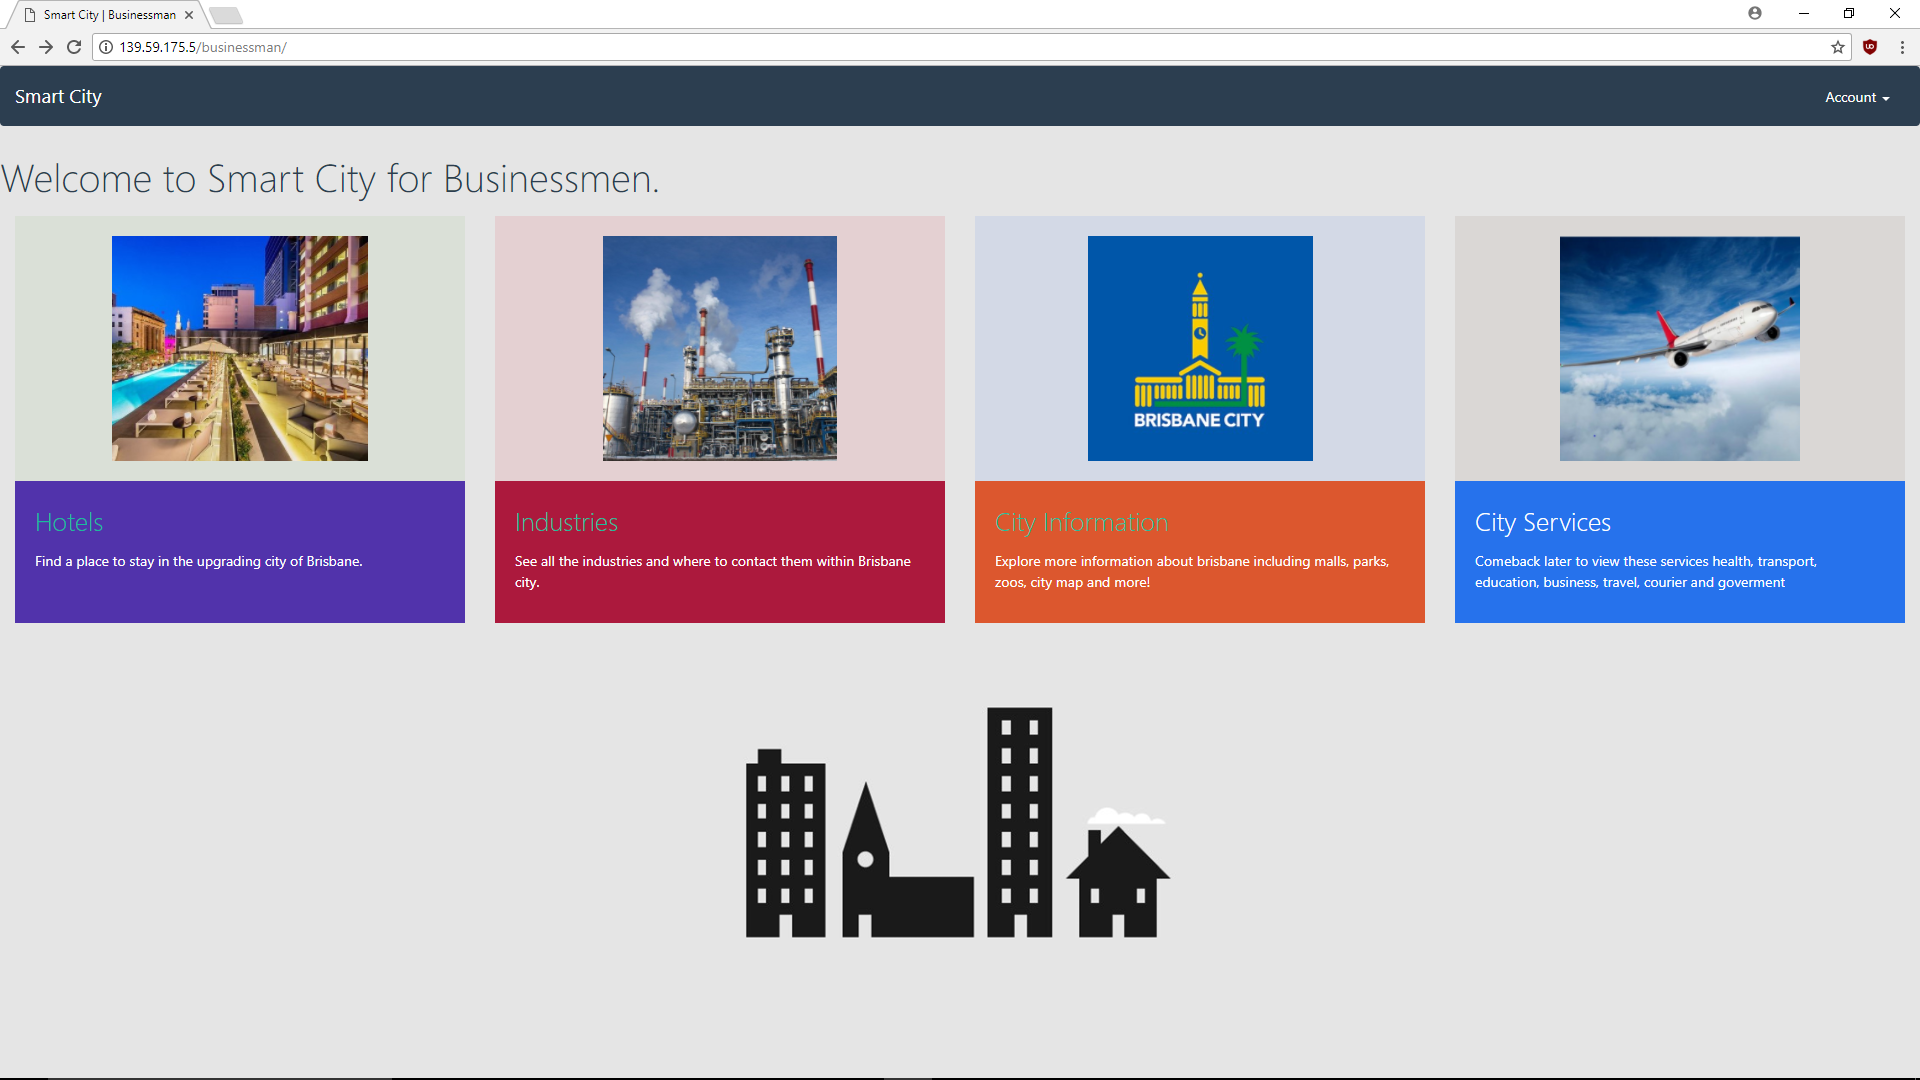 Smart City | Businessman
139.59.175.5/businessman/
Smart City
Account
Welcome to Smart City for Businessmen.
BRISBANE CITY
Hotels
Find a place to stay in the upgrading city of Brisbane.
Industries
See all the industries and where to contact them within Brisbane
city.
City Information
Explore more information about brisbane including malls, parks,
zoos, city map and more!
City Services
Comeback later to view these services health, transport,
education, business, travel, courier and goverment